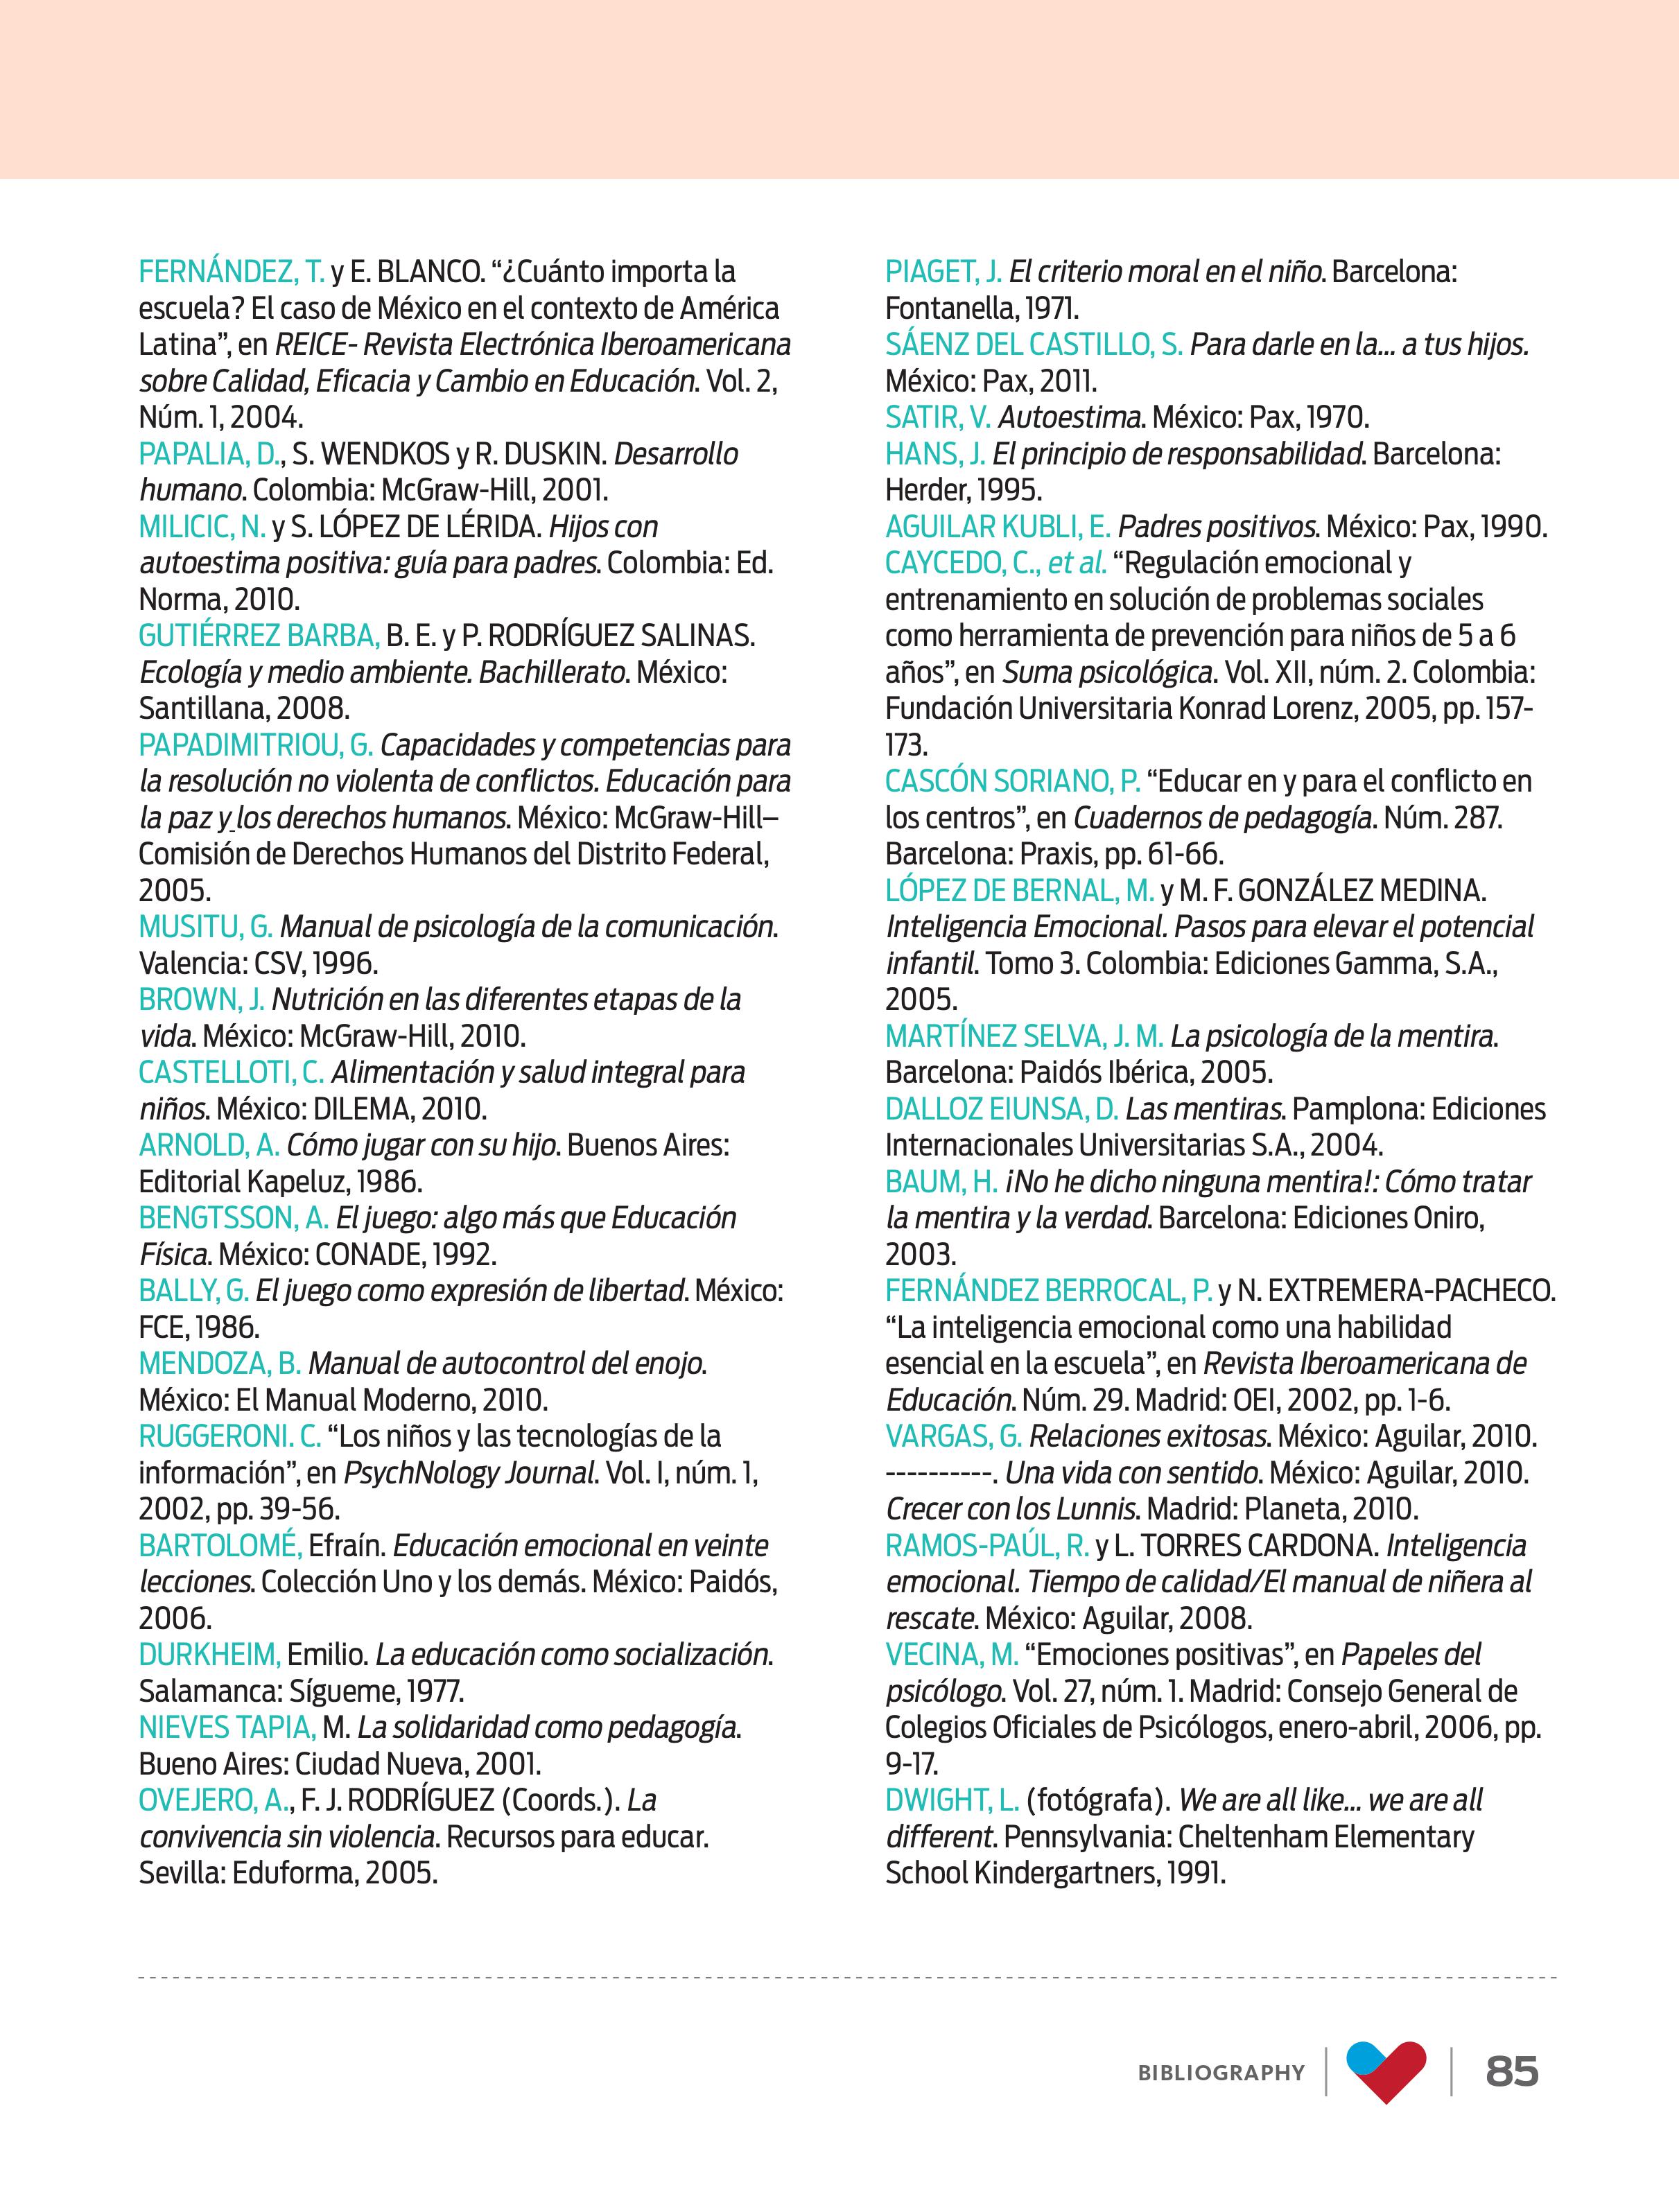 FERNÁNDEZ, T. y E. BLANCO. “¿Cuánto importa la
escuela? El caso de México en el contexto de América
Latina”, en REICE- Revista Electrónica Iberoamericana
sobre Calidad, Eficacia y Cambio en Educación. Vol. 2,
Núm. 1, 2004.
PAPALIA, D., S. WENDKOS y R. DUSKIN. Desarrollo
humano. Colombia: McGraw-Hill, 2001.
MILICIC, N. y S. LÓPEZ DE LÉRIDA. Hijos con
autoestima positiva: guía para padres. Colombia: Ed.
Norma, 2010.
GUTIÉRREZ BARBA, B. E. y P. RODRÍGUEZ SALINAS.
Ecología y medio ambiente. Bachillerato. México:
Santillana, 2008.
PAPADIMITRIOU, G. Capacidades y competencias para
la resolución no violenta de conflictos. Educación para
la paz y los derechos humanos. México: McGraw-Hill–
Comisión de Derechos Humanos del Distrito Federal,
2005.
MUSITU, G. Manual de psicología de la comunicación.
Valencia: CSV, 1996.
BROWN, J. Nutrición en las diferentes etapas de la
vida. México: McGraw-Hill, 2010.
CASTELLOTI, C. Alimentación y salud integral para
niños. México: DILEMA, 2010.
ARNOLD, A. Cómo jugar con su hijo. Buenos Aires:
Editorial Kapeluz, 1986.
BENGTSSON, A. El juego: algo más que Educación
Física. México: CONADE, 1992.
BALLY, G. El juego como expresión de libertad. México:
FCE, 1986.
MENDOZA, B. Manual de autocontrol del enojo.
México: El Manual Moderno, 2010.
RUGGERONI. C. “Los niños y las tecnologías de la
información”, en PsychNology Journal. Vol. I, núm. 1,
2002, pp. 39-56.
BARTOLOMÉ, Efraín. Educación emocional en veinte
lecciones. Colección Uno y los demás. México: Paidós,
2006.
DURKHEIM, Emilio. La educación como socialización.
Salamanca: Sígueme, 1977.
NIEVES TAPIA, M. La solidaridad como pedagogía.
Bueno Aires: Ciudad Nueva, 2001.
OVEJERO, A., F. J. RODRÍGUEZ (Coords.). La
convivencia sin violencia. Recursos para educar.
Sevilla: Eduforma, 2005.
PIAGET, J. El criterio moral en el niño. Barcelona:
Fontanella, 1971.
SÁENZ DEL CASTILLO, S. Para darle en la... a tus hijos.
México: Pax, 2011.
SATIR, V. Autoestima. México: Pax, 1970.
HANS, J. El principio de responsabilidad. Barcelona:
Herder, 1995.
AGUILAR KUBLI, E. Padres positivos. México: Pax, 1990.
CAYCEDO, C., et al. “Regulación emocional y
entrenamiento en solución de problemas sociales
como herramienta de prevención para niños de 5 a 6
años”, en Suma psicológica. Vol. XII, núm. 2. Colombia:
Fundación Universitaria Konrad Lorenz, 2005, pp. 157-
173.
CASCÓN SORIANO, P. “Educar en y para el conflicto en
los centros”, en Cuadernos de pedagogía. Núm. 287.
Barcelona: Praxis, pp. 61-66.
LÓPEZ DE BERNAL, M. y M. F. GONZÁLEZ MEDINA.
Inteligencia Emocional. Pasos para elevar el potencial
infantil. Tomo 3. Colombia: Ediciones Gamma, S.A.,
2005.
MARTÍNEZ SELVA, J. M. La psicología de la mentira.
Barcelona: Paidós Ibérica, 2005.
DALLOZ EIUNSA, D. Las mentiras. Pamplona: Ediciones
Internacionales Universitarias S.A., 2004.
BAUM, H. ¡No he dicho ninguna mentira!: Cómo tratar
la mentira y la verdad. Barcelona: Ediciones Oniro,
2003.
FERNÁNDEZ BERROCAL, P. y N. EXTREMERA-PACHECO.
“La inteligencia emocional como una habilidad
esencial en la escuela”, en Revista Iberoamericana de
Educación. Núm. 29. Madrid: OEI, 2002, pp. 1-6.
VARGAS, G. Relaciones exitosas. México: Aguilar, 2010.
----------. Una vida con sentido. México: Aguilar, 2010.
Crecer con los Lunnis. Madrid: Planeta, 2010.
RAMOS-PAÚL, R. y L. TORRES CARDONA. Inteligencia
emocional. Tiempo de calidad/El manual de niñera al
rescate. México: Aguilar, 2008.
VECINA, M. “Emociones positivas”, en Papeles del
psicólogo. Vol. 27, núm. 1. Madrid: Consejo General de
Colegios Oficiales de Psicólogos, enero-abril, 2006, pp.
9-17.
DWIGHT, L. (fotógrafa). We are all like... we are all
different. Pennsylvania: Cheltenham Elementary
School Kindergartners, 1991.
BIBLIOGRAPHY 85